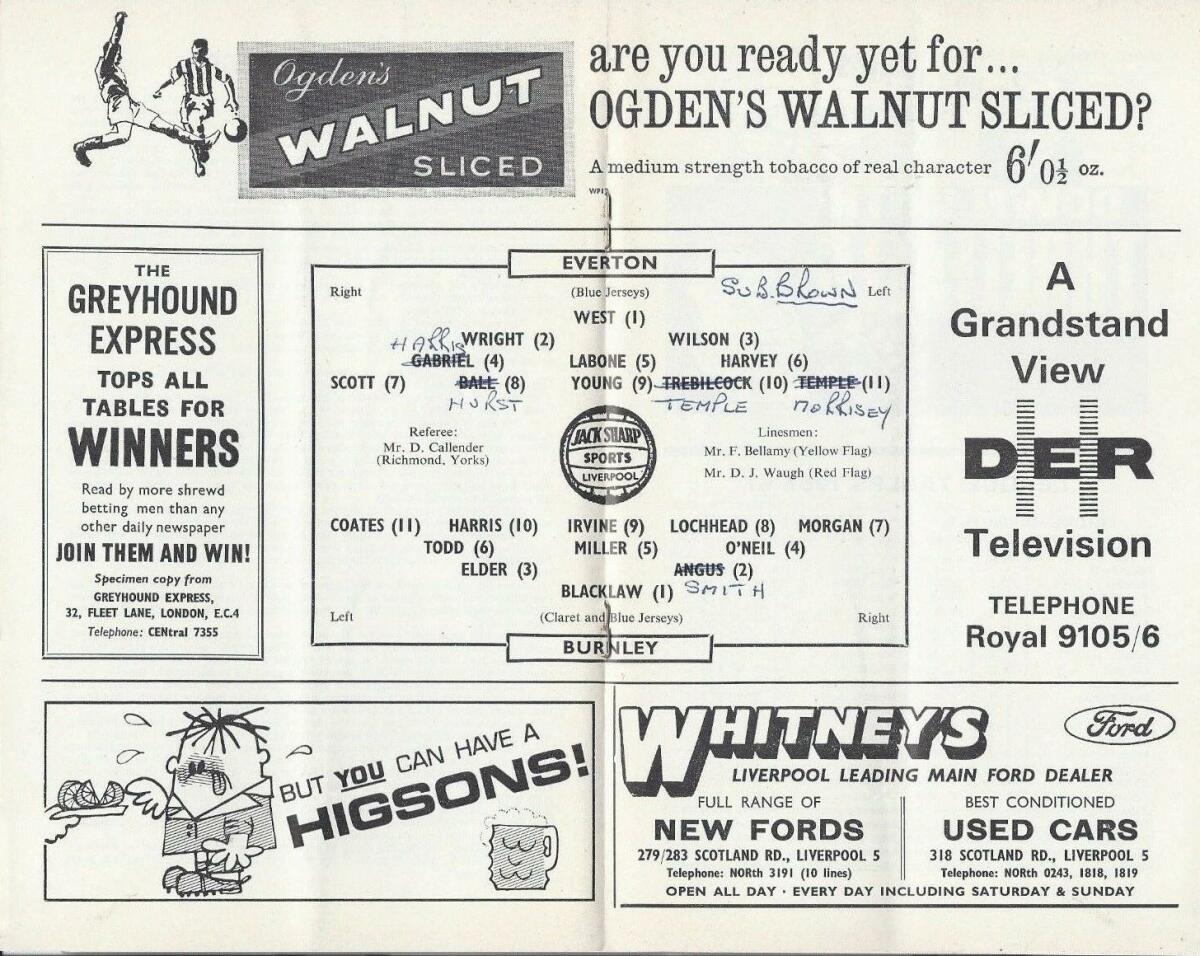 Ogden's
WALNUT
SLICED
are you ready yet for...
OGDEN'S WALNUT SLICED?
A medium strength tobacco of real character 6'0½ oz.
THE
GREYHOUND
EXPRESS
TOPS ALL
TABLES FOR
WINNERS
Read by more shrewd
betting men than any
other daily newspaper
JOIN THEM AND WIN!
Specimen copy from
GREYHOUND EXPRESS,
32, FLEET LANE, LONDON, E.C.4
Telephone: CENtral 7355
EVERTON
Right (Blue Jerseys) SUB. BROWN Left
WEST (1)
WRIGHT (2) WILSON (3)
HARRIS
GABRIEL (4) LABONE (5) HARVEY (6)
SCOTT (7) BALL (8) YOUNG (9) TREBILCOCK (10) TEMPLE (11)
HURST TEMPLE MORRISEY
Referee:
Mr. D. Callender
(Richmond, Yorks)
JACK SHARP
SPORTS
LIVERPOOL
Linesmen:
Mr. F. Bellamy (Yellow Flag)
Mr. D. J. Waugh (Red Flag)
COATES (11) HARRIS (10) IRVINE (9) LOCHHEAD (8) MORGAN (7)
TODD (6) MILLER (5) O'NEIL (4)
ELDER (3) ANGUS (2)
BLACKLAW (1) SMITH
Left (Claret and Blue Jerseys) Right
BURNLEY
A
Grandstand
View
DER
Television
TELEPHONE
Royal 9105/6
BUT YOU CAN HAVE A
HIGSONS!
WHITNEY'S
Ford
LIVERPOOL LEADING MAIN FORD DEALER
FULL RANGE OF
NEW FORDS
279/283 SCOTLAND RD., LIVERPOOL 5
Telephone: NORth 3191 (10 lines)
BEST CONDITIONED
USED CARS
318 SCOTLAND RD., LIVERPOOL 5
Telephone: NORth 0243, 1818, 1819
OPEN ALL DAY · EVERY DAY INCLUDING SATURDAY & SUNDAY